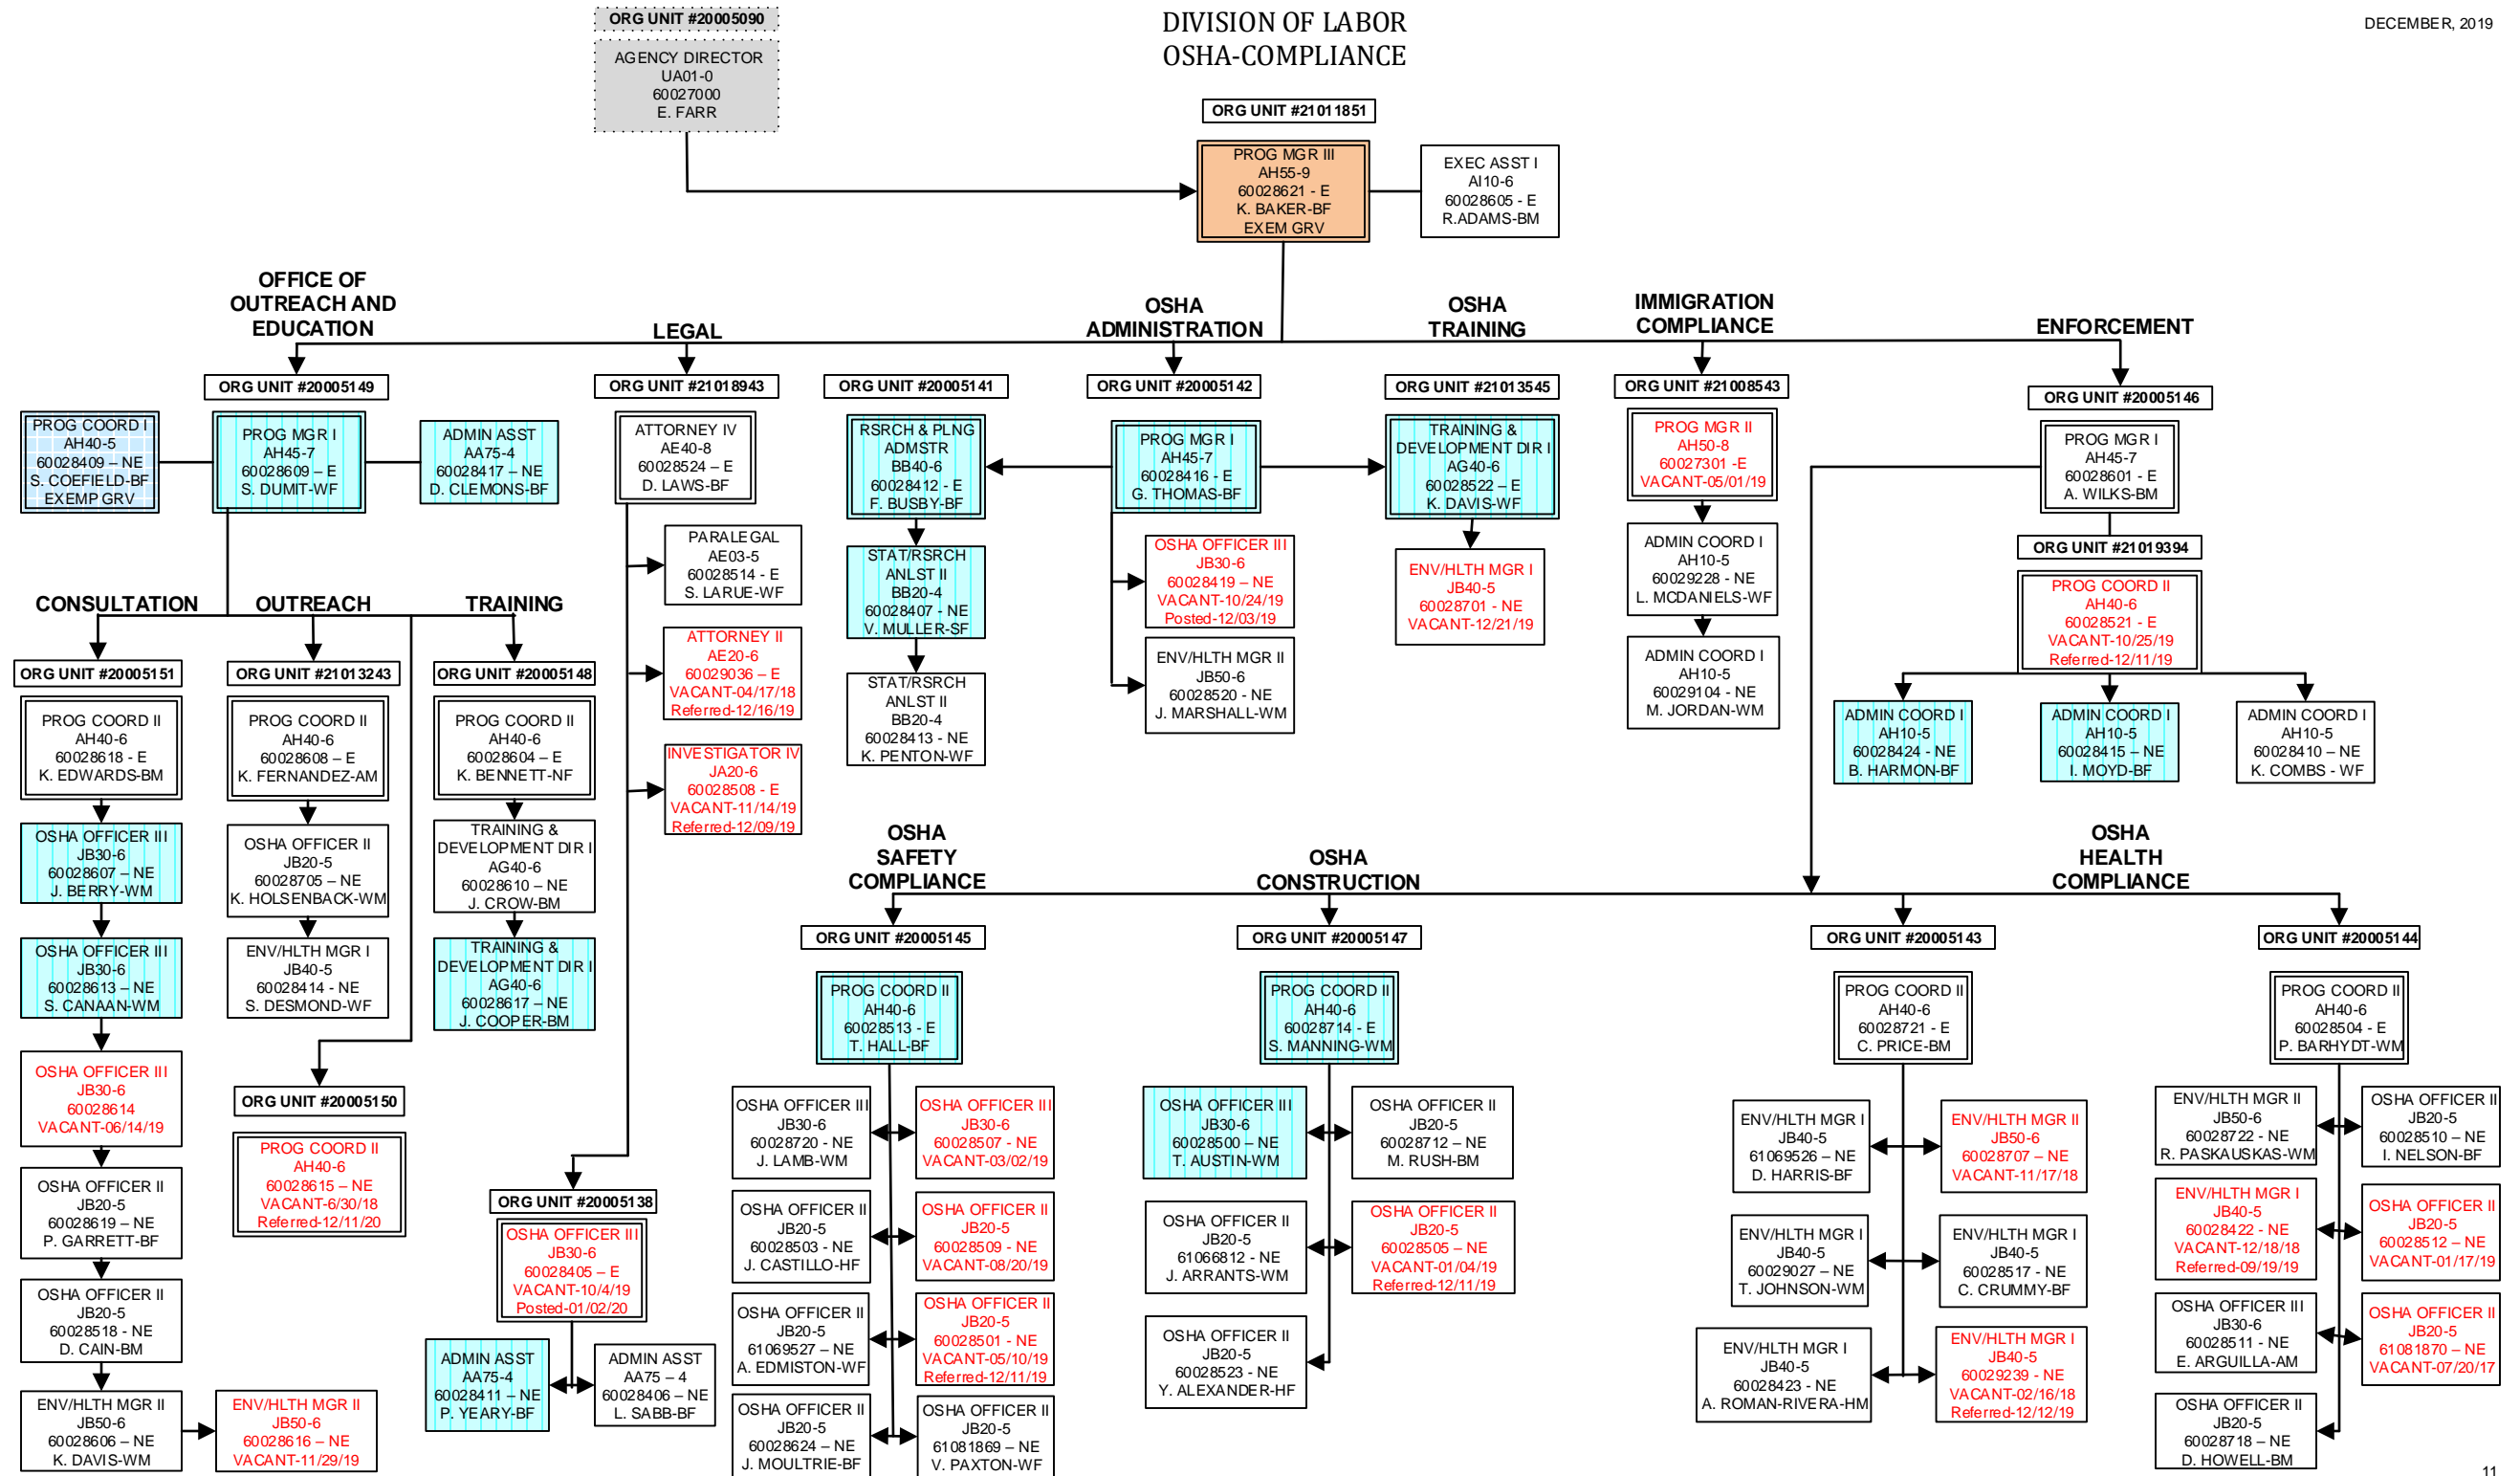 ORG UNIT #20005090
AGENCY DIRECTOR
UA01-0
60027000
E. FARR
DIVISION OF LABOR
OSHA-COMPLIANCE
DECEMBER, 2019
ORG UNIT #21011851
PROG MGR III
AH55-9
60028621 - E
K. BAKER-BF
EXEM GRV
EXEC ASST I
AI10-6
60028605 - E
R.ADAMS-BM
OFFICE OF
OUTREACH AND
EDUCATION
LEGAL
OSHA
ADMINISTRATION
OSHA
TRAINING
IMMIGRATION
COMPLIANCE
ENFORCEMENT
ORG UNIT #20005149
PROG COORD I
AH40-5
60028409 – NE
S. COEFIELD-BF
EXEMP GRV
PROG MGR I
AH45-7
60028609 – E
S. DUMIT-WF
ADMIN ASST
AA75-4
60028417 – NE
D. CLEMONS-BF
CONSULTATION
OUTREACH
TRAINING
ORG UNIT #20005151
PROG COORD II
AH40-6
60028618 - E
K. EDWARDS-BM
OSHA OFFICER III
JB30-6
60028607 – NE
J. BERRY-WM
OSHA OFFICER III
JB30-6
60028613 – NE
S. CANAAN-WM
OSHA OFFICER III
JB30-6
60028614
VACANT-06/14/19
OSHA OFFICER II
JB20-5
60028619 – NE
P. GARRETT-BF
OSHA OFFICER II
JB20-5
60028518 - NE
D. CAIN-BM
ENV/HLTH MGR II
JB50-6
60028606 – NE
K. DAVIS-WM
ENV/HLTH MGR II
JB50-6
60028616 – NE
VACANT-11/29/19
ORG UNIT #21013243
PROG COORD II
AH40-6
60028608 – E
K. FERNANDEZ-AM
OSHA OFFICER II
JB20-5
60028705 – NE
K. HOLSENBACK-WM
ENV/HLTH MGR I
JB40-5
60028414 - NE
S. DESMOND-WF
ORG UNIT #20005150
PROG COORD II
AH40-6
60028615 – NE
VACANT-6/30/18
Referred-12/11/20
ORG UNIT #20005148
PROG COORD II
AH40-6
60028604 – E
K. BENNETT-NF
TRAINING &
DEVELOPMENT DIR I
AG40-6
60028610 – NE
J. CROW-BM
TRAINING &
DEVELOPMENT DIR I
AG40-6
60028617 – NE
J. COOPER-BM
ORG UNIT #21018943
ATTORNEY IV
AE40-8
60028524 – E
D. LAWS-BF
PARALEGAL
AE03-5
60028514 - E
S. LARUE-WF
ATTORNEY II
AE20-6
60029036 – E
VACANT-04/17/18
Referred-12/16/19
INVESTIGATOR IV
JA20-6
60028508 - E
VACANT-11/14/19
Referred-12/09/19
ORG UNIT #20005138
OSHA OFFICER III
JB30-6
60028405 – E
VACANT-10/4/19
Posted-01/02/20
ADMIN ASST
AA75-4
60028411 – NE
P. YEARY-BF
ADMIN ASST
AA75 – 4
60028406 – NE
L. SABB-BF
ORG UNIT #20005141
RSRCH & PLNG
ADMSTR
BB40-6
60028412 - E
F. BUSBY-BF
STAT/RSRCH
ANLST II
BB20-4
60028407 - NE
V. MULLER-SF
STAT/RSRCH
ANLST II
BB20-4
60028413 - NE
K. PENTON-WF
ORG UNIT #20005142
PROG MGR I
AH45-7
60028416 - E
G. THOMAS-BF
OSHA OFFICER III
JB30-6
60028419 – NE
VACANT-10/24/19
Posted-12/03/19
ENV/HLTH MGR II
JB50-6
60028520 - NE
J. MARSHALL-WM
ORG UNIT #21013545
TRAINING &
DEVELOPMENT DIR I
AG40-6
60028522 – E
K. DAVIS-WF
ENV/HLTH MGR I
JB40-5
60028701 - NE
VACANT-12/21/19
ORG UNIT #21008543
PROG MGR II
AH50-8
60027301 -E
VACANT-05/01/19
ADMIN COORD I
AH10-5
60029228 - NE
L. MCDANIELS-WF
ADMIN COORD I
AH10-5
60029104 - NE
M. JORDAN-WM
ORG UNIT #20005146
PROG MGR I
AH45-7
60028601 - E
A. WILKS-BM
ORG UNIT #21019394
PROG COORD II
AH40-6
60028521 - E
VACANT-10/25/19
Referred-12/11/19
ADMIN COORD I
AH10-5
60028424 - NE
B. HARMON-BF
ADMIN COORD I
AH10-5
60028415 – NE
I. MOYD-BF
ADMIN COORD I
AH10-5
60028410 – NE
K. COMBS - WF
OSHA
SAFETY
COMPLIANCE
OSHA
CONSTRUCTION
OSHA
HEALTH
COMPLIANCE
ORG UNIT #20005145
PROG COORD II
AH40-6
60028513 - E
T. HALL-BF
OSHA OFFICER III
JB30-6
60028720 - NE
J. LAMB-WM
OSHA OFFICER III
JB30-6
60028507 - NE
VACANT-03/02/19
OSHA OFFICER II
JB20-5
60028503 - NE
J. CASTILLO-HF
OSHA OFFICER II
JB20-5
60028509 - NE
VACANT-08/20/19
OSHA OFFICER II
JB20-5
61069527 – NE
A. EDMISTON-WF
OSHA OFFICER II
JB20-5
60028501 - NE
VACANT-05/10/19
Referred-12/11/19
OSHA OFFICER II
JB20-5
60028624 – NE
J. MOULTRIE-BF
OSHA OFFICER II
JB20-5
61081869 – NE
V. PAXTON-WF
ORG UNIT #20005147
PROG COORD II
AH40-6
60028714 - E
S. MANNING-WM
OSHA OFFICER III
JB30-6
60028500 – NE
T. AUSTIN-WM
OSHA OFFICER II
JB20-5
60028712 – NE
M. RUSH-BM
OSHA OFFICER II
JB20-5
61066812 – NE
J. ARRANTS-WM
OSHA OFFICER II
JB20-5
60028505 – NE
VACANT-01/04/19
Referred-12/11/19
OSHA OFFICER II
JB20-5
60028523 - NE
Y. ALEXANDER-HF
ORG UNIT #20005143
PROG COORD II
AH40-6
60028721 - E
C. PRICE-BM
ENV/HLTH MGR I
JB40-5
61069526 – NE
D. HARRIS-BF
ENV/HLTH MGR II
JB50-6
60028707 – NE
VACANT-11/17/18
ENV/HLTH MGR I
JB40-5
60029027 – NE
T. JOHNSON-WM
ENV/HLTH MGR I
JB40-5
60028517 - NE
C. CRUMMY-BF
ENV/HLTH MGR I
JB40-5
60028423 - NE
A. ROMAN-RIVERA-HM
ENV/HLTH MGR I
JB40-5
60029239 - NE
VACANT-02/16/18
Referred-12/12/19
ORG UNIT #20005144
PROG COORD II
AH40-6
60028504 - E
P. BARHYDT-WM
ENV/HLTH MGR II
JB50-6
60028722 - NE
R. PASKAUSKAS-WM
OSHA OFFICER II
JB20-5
60028510 – NE
I. NELSON-BF
ENV/HLTH MGR I
JB40-5
60028422 - NE
VACANT-12/18/18
Referred-09/19/19
OSHA OFFICER II
JB20-5
60028512 – NE
VACANT-01/17/19
OSHA OFFICER III
JB30-6
60028511 - NE
E. ARGUILLA-AM
OSHA OFFICER II
JB20-5
61081870 – NE
VACANT-07/20/17
OSHA OFFICER II
JB20-5
60028718 – NE
D. HOWELL-BM
11